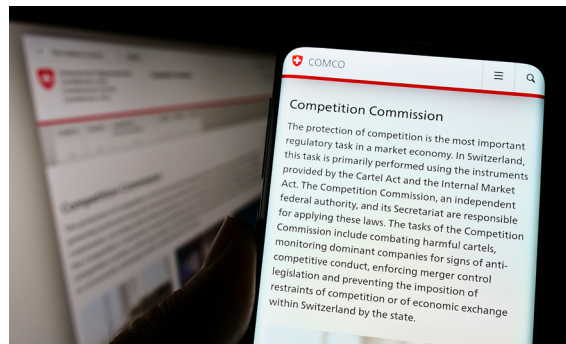 COMCO
Competition Commission
The protection of competition is the most important
regulatory task in a market economy. In Switzerland,
this task is primarily performed using the instruments
provided by the Cartel Act and the Internal Market
Act. The Competition Commission, an independent
federal authority, and its Secretariat are responsible
for applying these laws. The tasks of the Competition
Commission include combating harmful cartels,
monitoring dominant companies for signs of anti-
competitive conduct, enforcing merger control
legislation and preventing the imposition of
restraints of competition or of economic exchange
within Switzerland by the state.